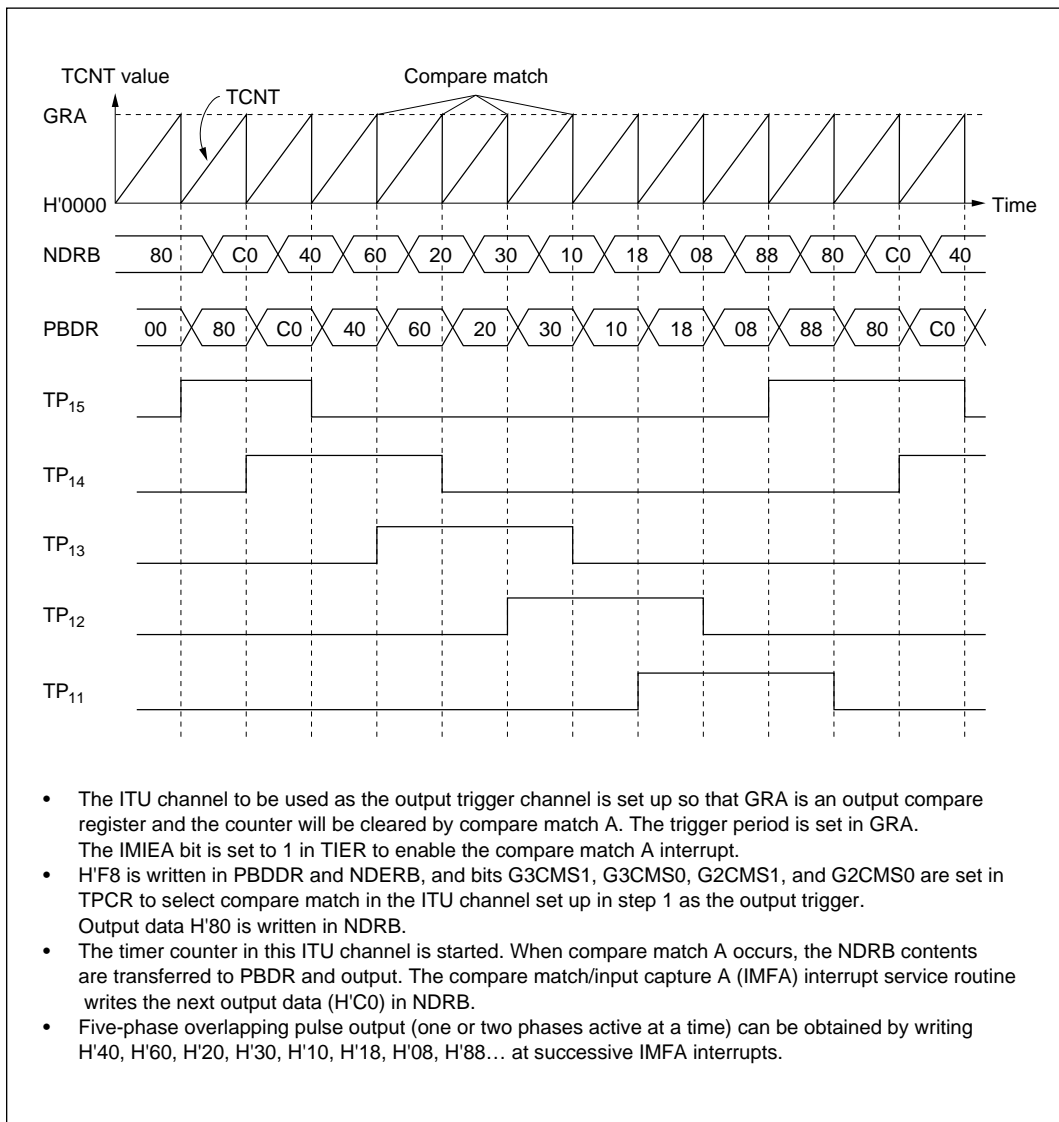 TCNT value
Compare match
TCNT
GRA
H'0000
Time
NDRB 80 C0 40 60 20 30 10 18 08 88 80 C0 40
PBDR 00 80 C0 40 60 20 30 10 18 08 88 80 C0
TP15
TP14
TP13
TP12
TP11
• The ITU channel to be used as the output trigger channel is set up so that GRA is an output compare
register and the counter will be cleared by compare match A. The trigger period is set in GRA.
The IMIEA bit is set to 1 in TIER to enable the compare match A interrupt.
• H'F8 is written in PBDDR and NDERB, and bits G3CMS1, G3CMS0, G2CMS1, and G2CMS0 are set in
TPCR to select compare match in the ITU channel set up in step 1 as the output trigger.
Output data H'80 is written in NDRB.
• The timer counter in this ITU channel is started. When compare match A occurs, the NDRB contents
are transferred to PBDR and output. The compare match/input capture A (IMFA) interrupt service routine
writes the next output data (H'C0) in NDRB.
• Five-phase overlapping pulse output (one or two phases active at a time) can be obtained by writing
H'40, H'60, H'20, H'30, H'10, H'18, H'08, H'88… at successive IMFA interrupts.